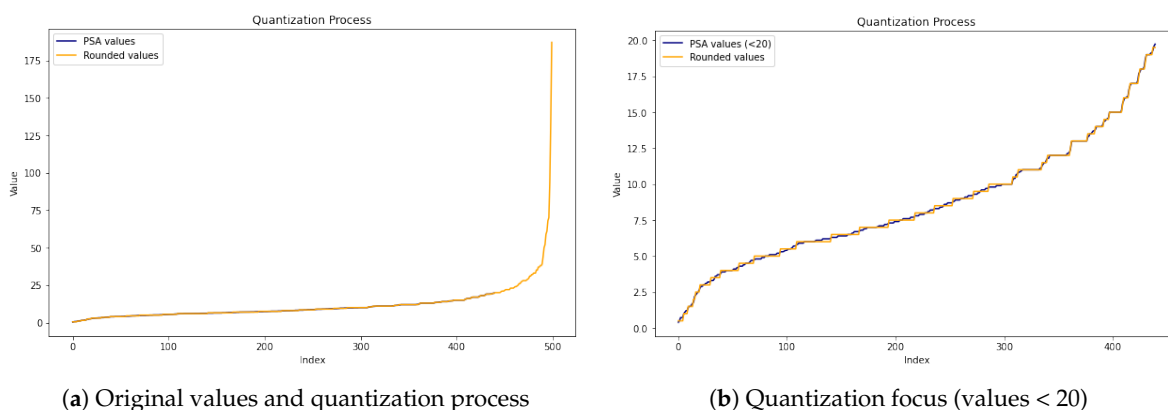 Quantization Process
PSA values
Rounded values
175
150
125
100
75
50
25
0
Value
0
100
200
300
400
500
Index
(a) Original values and quantization process
Quantization Process
PSA values (<20)
Rounded values
20.0
17.5
15.0
12.5
10.0
7.5
5.0
2.5
0.0
Value
0
100
200
300
400
Index
(b) Quantization focus (values < 20)